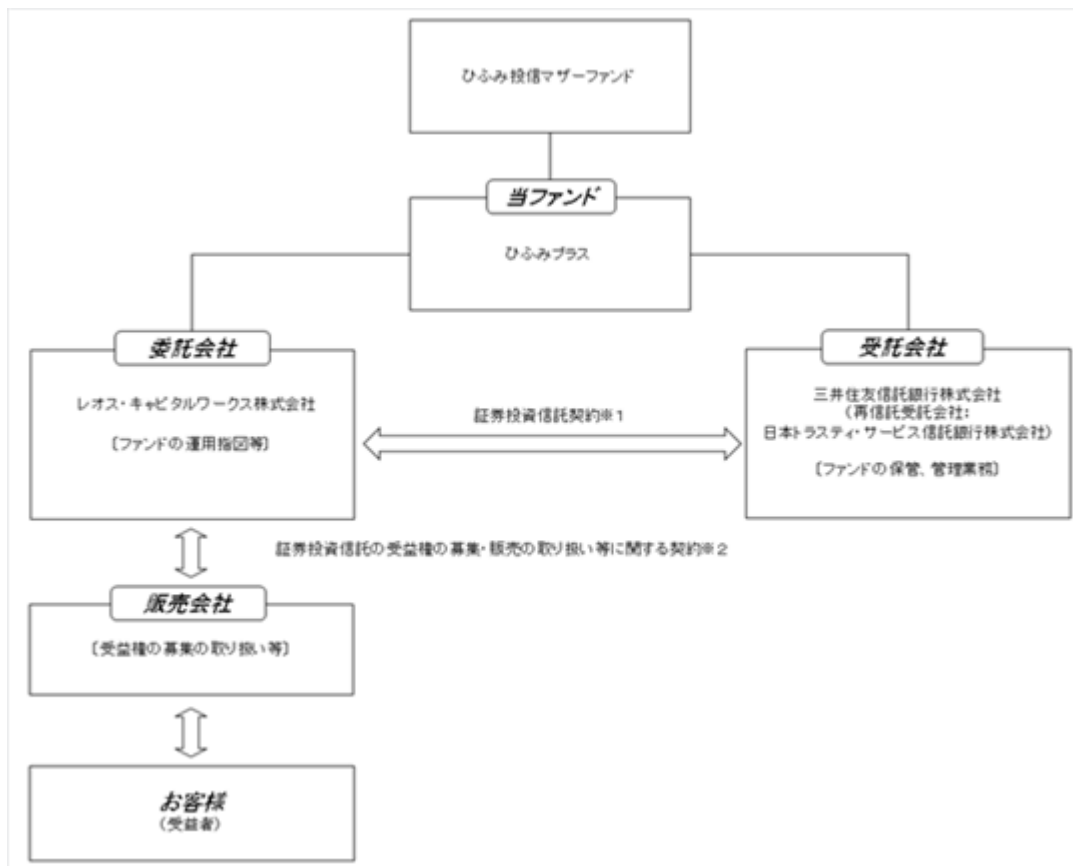 ひふみ投信マザーファンド
当ファンド
ひふみプラス
委託会社
レオス・キャピタルワークス株式会社
〔ファンドの運用指図等〕
証券投資信託契約※1
受託会社
三井住友信託銀行株式会社
(再信託受託会社:
日本トラスティ・サービス信託銀行株式会社)
〔ファンドの保管、管理業務〕
証券投資信託の受益権の募集・販売の取り扱い等に関する契約※2
販売会社
〔受益権の募集の取り扱い等〕
お客様
(受益者)